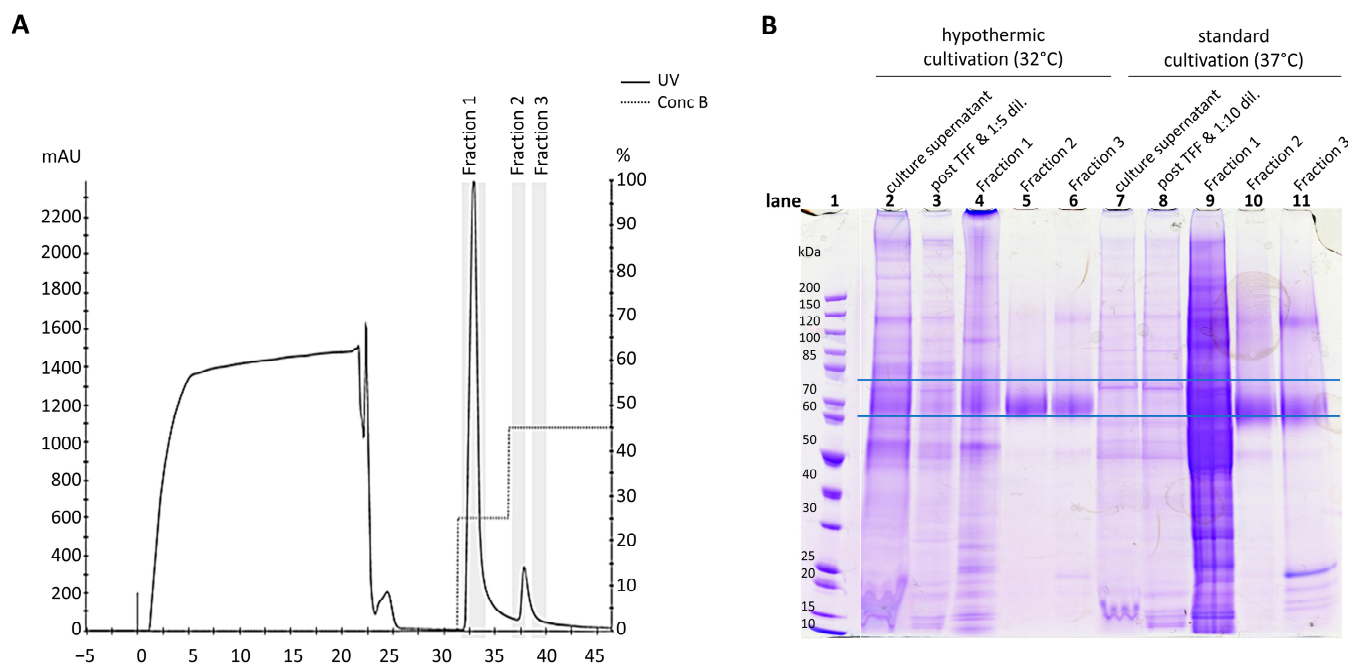 A
UV
Conc B
Fraction 1
Fraction 2
Fraction 3
mAU
%
2200
2000
1800
1600
1400
1200
1000
800
600
400
200
0
100
90
80
70
60
50
40
30
20
10
0
−5 0 5 10 15 20 25 30 35 40 45
B
hypothermic
cultivation (32°C)
standard
cultivation (37°C)
culture supernatant
post TFF & 1:5 dil.
Fraction 1
Fraction 2
Fraction 3
culture supernatant
post TFF & 1:10 dil.
Fraction 1
Fraction 2
Fraction 3
lane 1 2 3 4 5 6 7 8 9 10 11
kDa
200
150
120
100
85
70
60
50
40
30
25
20
15
10